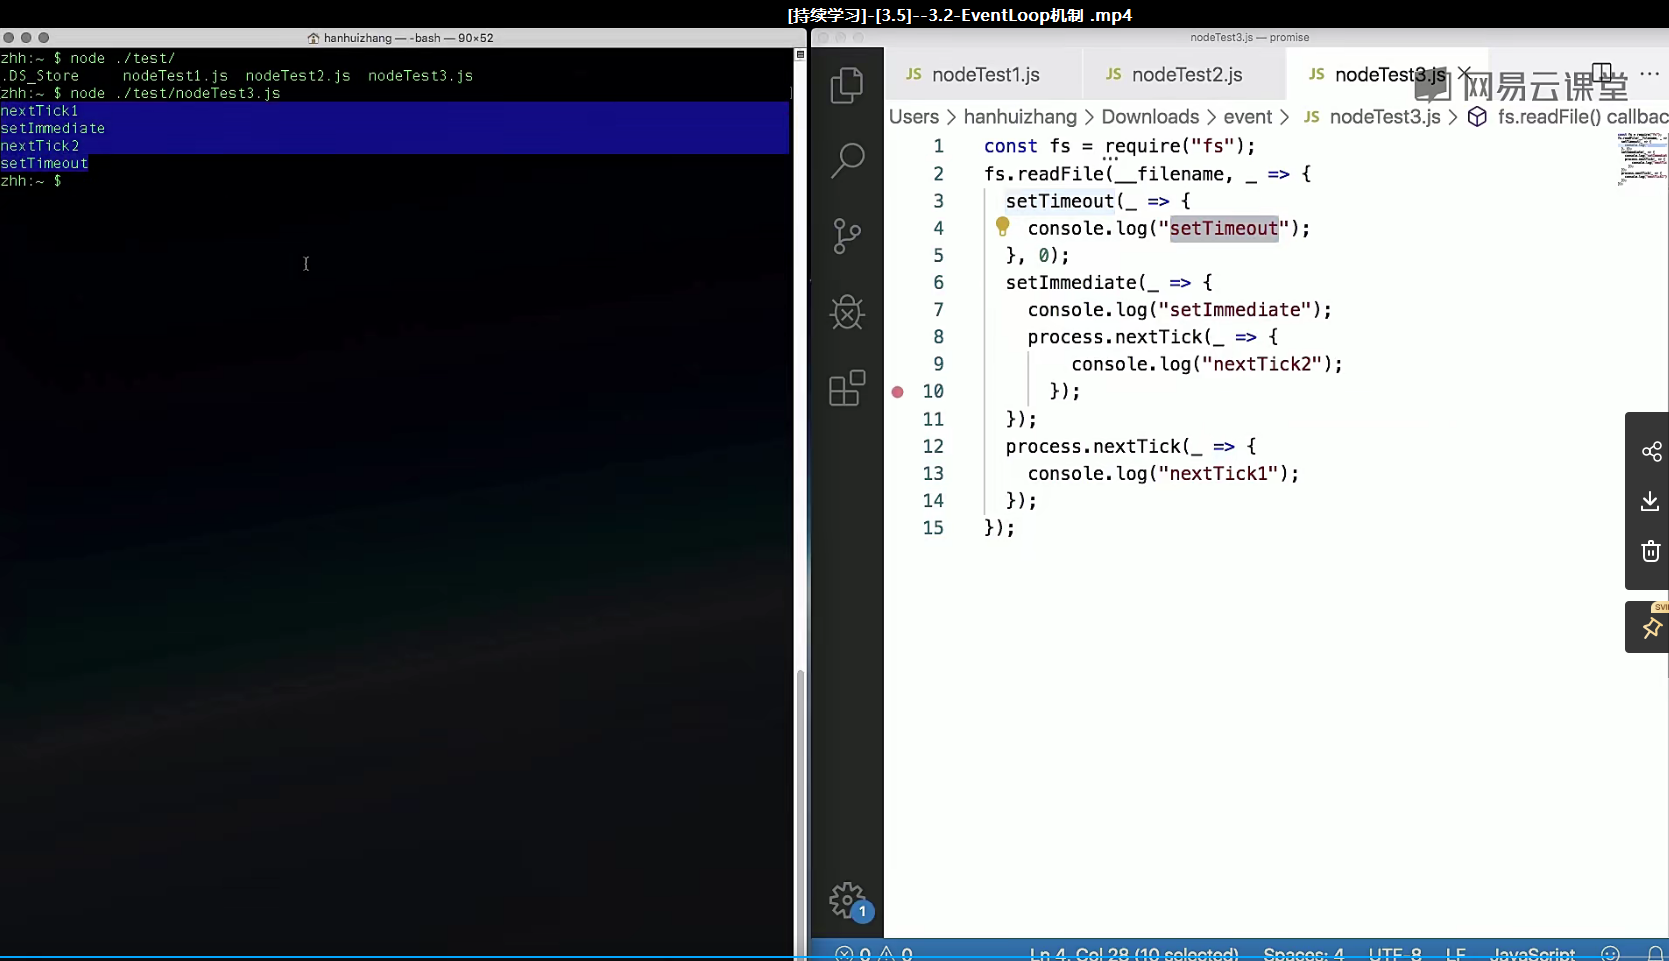 [持续学习]-[3.5]--3.2-EventLoop机制 .mp4
hanhuizhang — -bash — 90×52
zhh:~ $ node ./test/
.DS_Store nodeTest1.js nodeTest2.js nodeTest3.js
zhh:~ $ node ./test/nodeTest3.js
nextTick1
setImmediate
nextTick2
setTimeout
zhh:~ $
nodeTest3.js — promise
JS nodeTest1.js JS nodeTest2.js JS nodeTest3.js
网易云课堂
Users > hanhuizhang > Downloads > event > JS nodeTest3.js > fs.readFile() callbac
1 const fs = require("fs");
2 fs.readFile(__filename, _ => {
3 setTimeout(_ => {
4 console.log("setTimeout");
5 }, 0);
6 setImmediate(_ => {
7 console.log("setImmediate");
8 process.nextTick(_ => {
9 console.log("nextTick2");
10 });
11 });
12 process.nextTick(_ => {
13 console.log("nextTick1");
14 });
15 });
1
0 0 Ln 4, Col 28 (10 selected) Spaces: 4 UTF-8 LF JavaScript